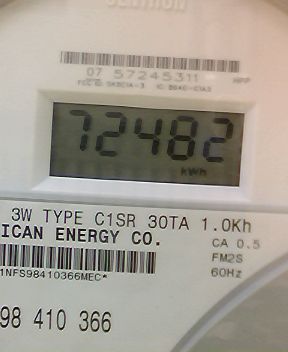 CENTRON
07 57245311
72482
kWh
3W TYPE C1SR 30TA 1.0Kh
ICAN ENERGY CO.
CA 0.5
FM2S
60Hz
1NFS98410366MEC*
98 410 366